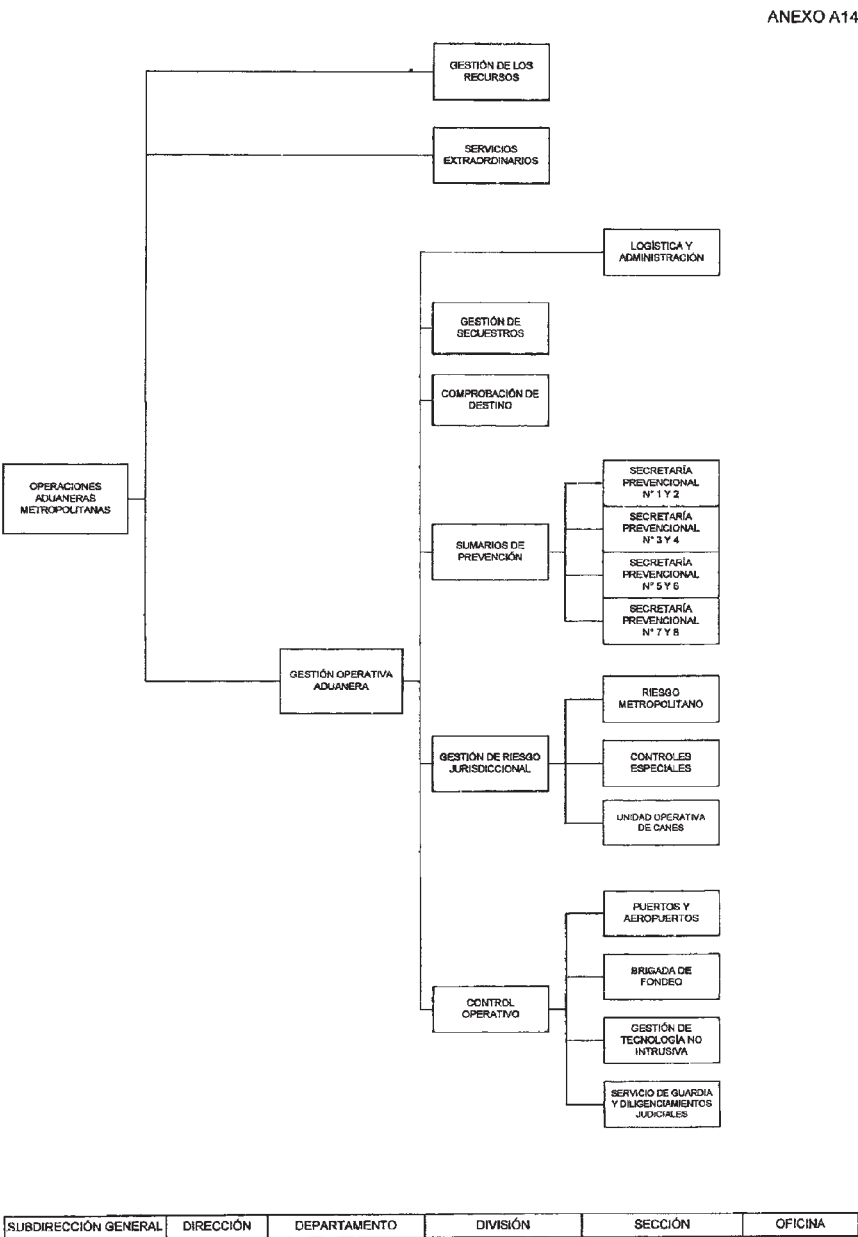 ANEXO A14
GESTIÓN DE LOS
RECURSOS
SERVICIOS
EXTRAORDINARIOS
LOGÍSTICA Y
ADMINISTRACIÓN
GESTIÓN DE
SECUESTROS
COMPROBACIÓN DE
DESTINO
OPERACIONES
ADUANERAS
METROPOLITANAS
SUMARIOS DE
PREVENCIÓN
SECRETARÍA
PREVENCIONAL
N° 1 Y 2
SECRETARÍA
PREVENCIONAL
N° 3 Y 4
SECRETARÍA
PREVENCIONAL
N° 5 Y 6
SECRETARÍA
PREVENCIONAL
N° 7 Y 8
GESTIÓN OPERATIVA
ADUANERA
GESTIÓN DE RIESGO
JURISDICCIONAL
RIESGO
METROPOLITANO
CONTROLES
ESPECIALES
UNIDAD OPERATIVA
DE CANES
CONTROL
OPERATIVO
PUERTOS Y
AEROPUERTOS
BRIGADA DE
FONDEO
GESTIÓN DE
TECNOLOGÍA NO
INTRUSIVA
SERVICIO DE GUARDIA
Y DILIGENCIAMIENTOS
JUDICIALES
SUBDIRECCIÓN GENERAL DIRECCIÓN DEPARTAMENTO DIVISIÓN SECCIÓN OFICINA